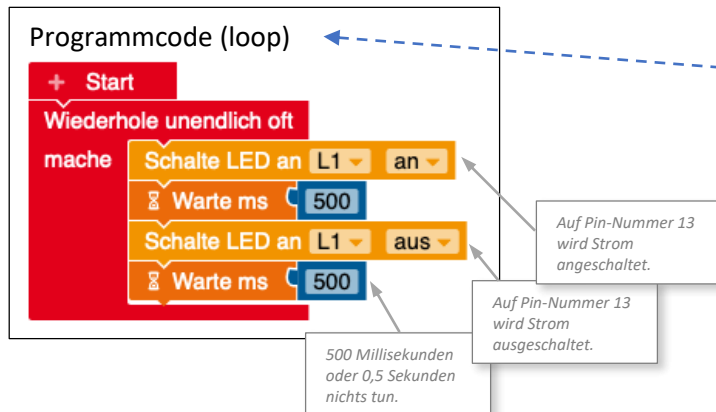 Programmcode (loop)
+ Start
Wiederhole unendlich oft
mache Schalte LED an L1 an
Warte ms 500
Schalte LED an L1 aus
Warte ms 500
Auf Pin-Nummer 13
wird Strom
angeschaltet.
Auf Pin-Nummer 13
wird Strom
ausgeschaltet.
500 Millisekunden
oder 0,5 Sekunden
nichts tun.